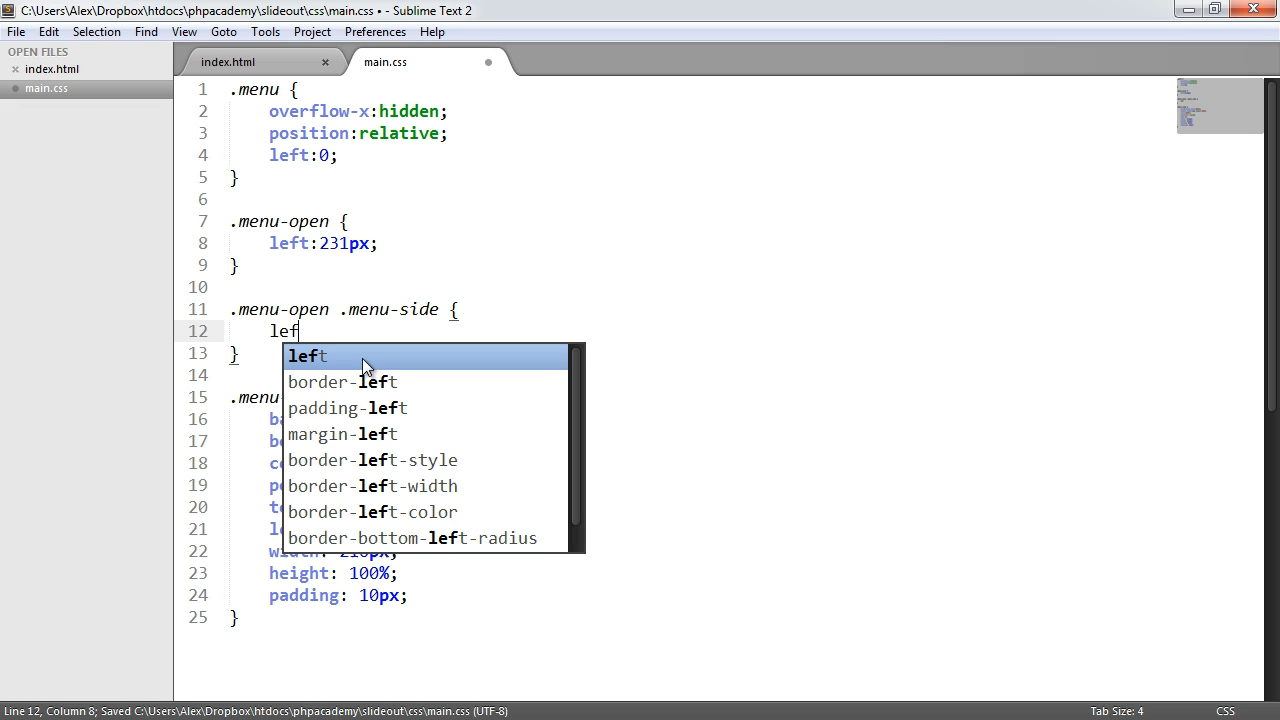 C:\Users\Alex\Dropbox\htdocs\phpacademy\slideout\css\main.css • - Sublime Text 2
File Edit Selection Find View Goto Tools Project Preferences Help
OPEN FILES
index.html
main.css
index.html
main.css
1 .menu {
2 overflow-x:hidden;
3 position:relative;
4 left:0;
5 }
6
7 .menu-open {
8 left:231px;
9 }
10
11 .menu-open .menu-side {
12 lef
13 }
14
15 .menu
16
17
18
19
20
21
22
23 height: 100%;
24 padding: 10px;
25 }
left
border-left
padding-left
margin-left
border-left-style
border-left-width
border-left-color
border-bottom-left-radius
Line 12, Column 8; Saved C:\Users\Alex\Dropbox\htdocs\phpacademy\slideout\css\main.css (UTF-8)
Tab Size: 4
CSS